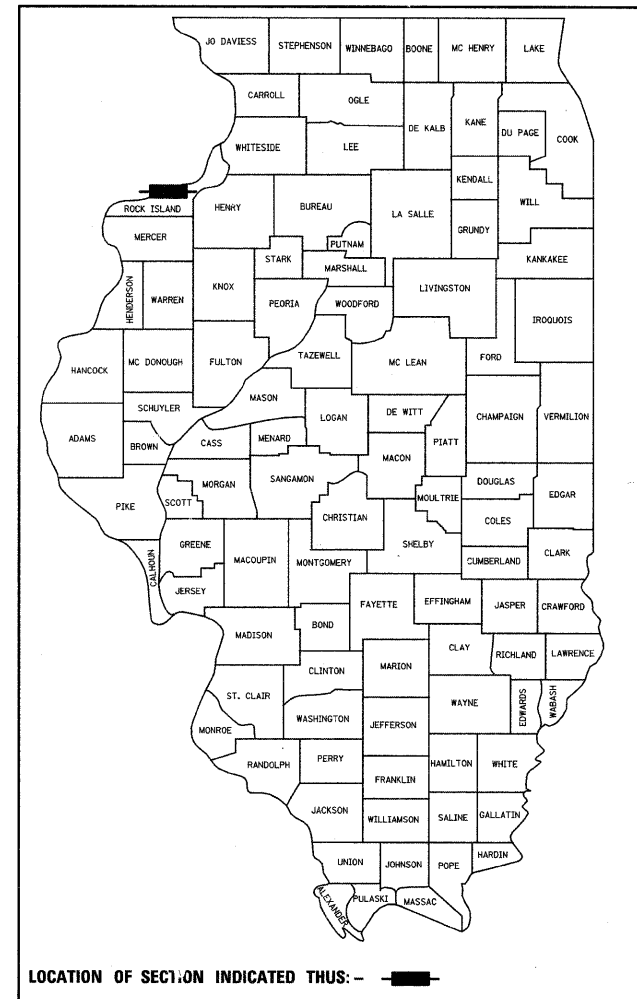 JO DAVIESS
STEPHENSON
WINNEBAGO
BOONE
MC HENRY
LAKE
CARROLL
OGLE
DE KALB
KANE
DU PAGE
COOK
WHITESIDE
LEE
KENDALL
ROCK ISLAND
HENRY
BUREAU
LA SALLE
WILL
GRUNDY
MERCER
PUTNAM
STARK
MARSHALL
KANKAKEE
HENDERSON
WARREN
KNOX
PEORIA
WOODFORD
LIVINGSTON
IROQUOIS
HANCOCK
MC DONOUGH
FULTON
TAZEWELL
MC LEAN
FORD
SCHUYLER
MASON
LOGAN
DE WITT
CHAMPAIGN
VERMILION
ADAMS
BROWN
CASS
MENARD
MACON
PIATT
PIKE
SCOTT
MORGAN
SANGAMON
CHRISTIAN
MOULTRIE
DOUGLAS
EDGAR
COLES
CALHOUN
GREENE
MACOUPIN
MONTGOMERY
SHELBY
CUMBERLAND
CLARK
JERSEY
FAYETTE
EFFINGHAM
JASPER
CRAWFORD
MADISON
BOND
CLAY
RICHLAND
LAWRENCE
CLINTON
MARION
ST. CLAIR
WASHINGTON
WAYNE
EDWARDS
WABASH
MONROE
JEFFERSON
RANDOLPH
PERRY
HAMILTON
WHITE
FRANKLIN
JACKSON
WILLIAMSON
SALINE
GALLATIN
UNION
JOHNSON
POPE
HARDIN
ALEXANDER
PULASKI
MASSAC
LOCATION OF SECTION INDICATED THUS: –